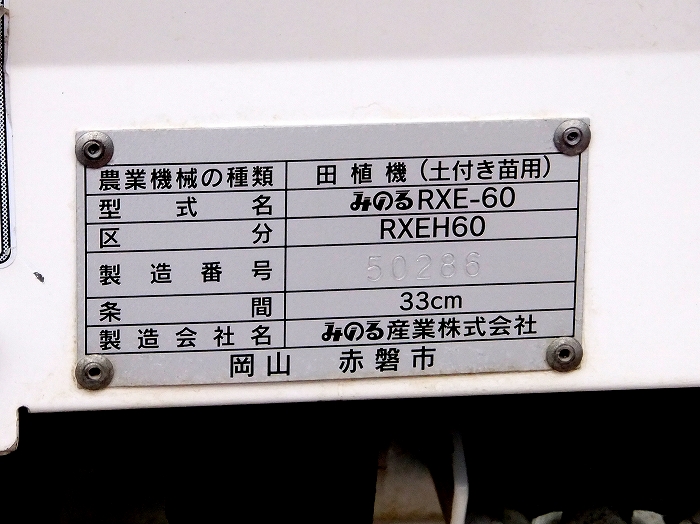 農業機械の種類 田植機(土付き苗用)
型式名 みのるRXE-60
区分 RXEH60
製造番号 50286
条間 33cm
製造会社名 みのる産業株式会社
岡山 赤磐市